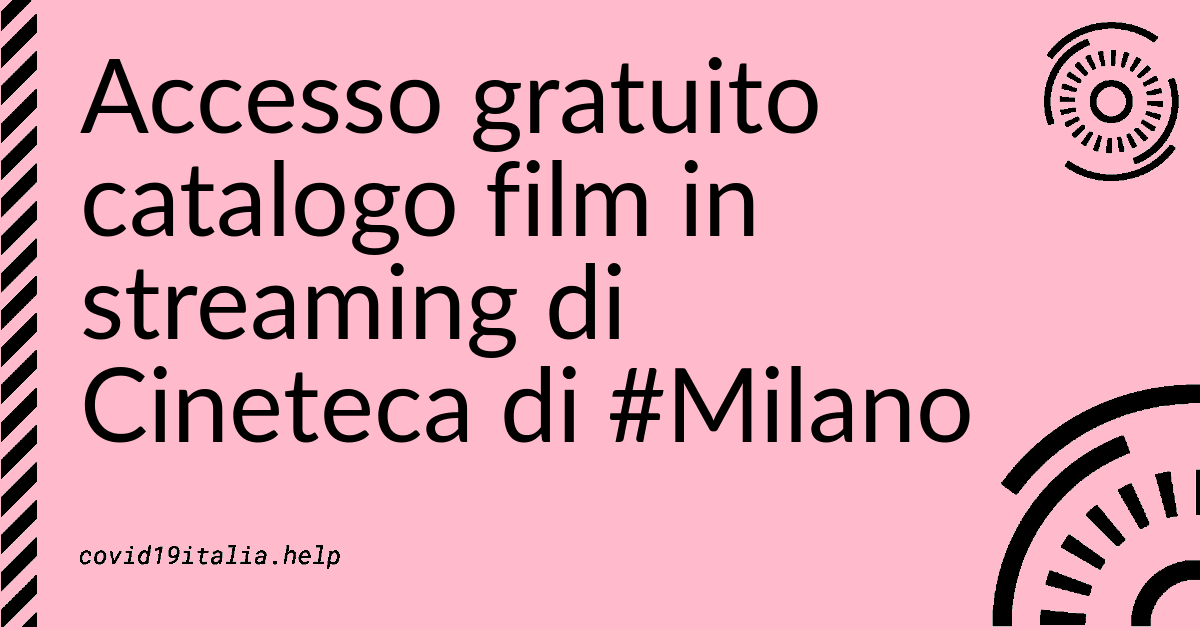 Accesso gratuito
catalogo film in
streaming di
Cineteca di #Milano
covid19italia.help